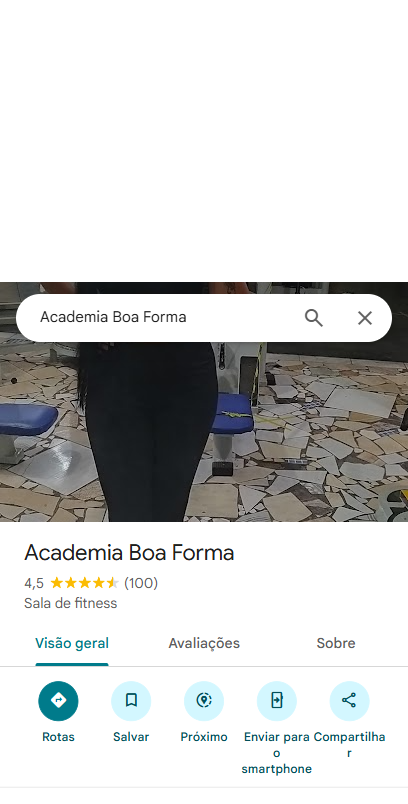 Academia Boa Forma
Academia Boa Forma
4,5 (100)
Sala de fitness
Visão geral Avaliações Sobre
Rotas Salvar Próximo Enviar para o smartphone Compartilhar